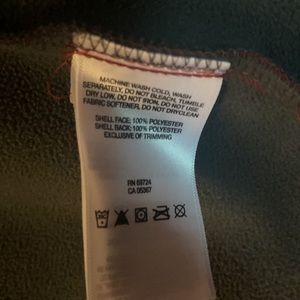 MACHINE WASH COLD, WASH
SEPARATELY, DO NOT BLEACH, TUMBLE
DRY LOW, DO NOT IRON, DO NOT USE
FABRIC SOFTENER, DO NOT DRYCLEAN
SHELL FACE: 100% POLYESTER
SHELL BACK: 100% POLYESTER
EXCLUSIVE OF TRIMMING
RN 69724
CA 05367